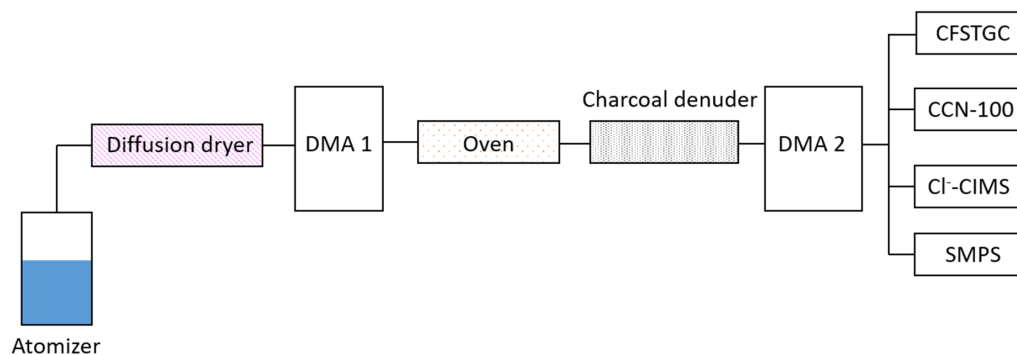 CFSTGC
Charcoal denuder
CCN-100
Diffusion dryer
DMA 1
Oven
DMA 2
Cl⁻-CIMS
SMPS
Atomizer